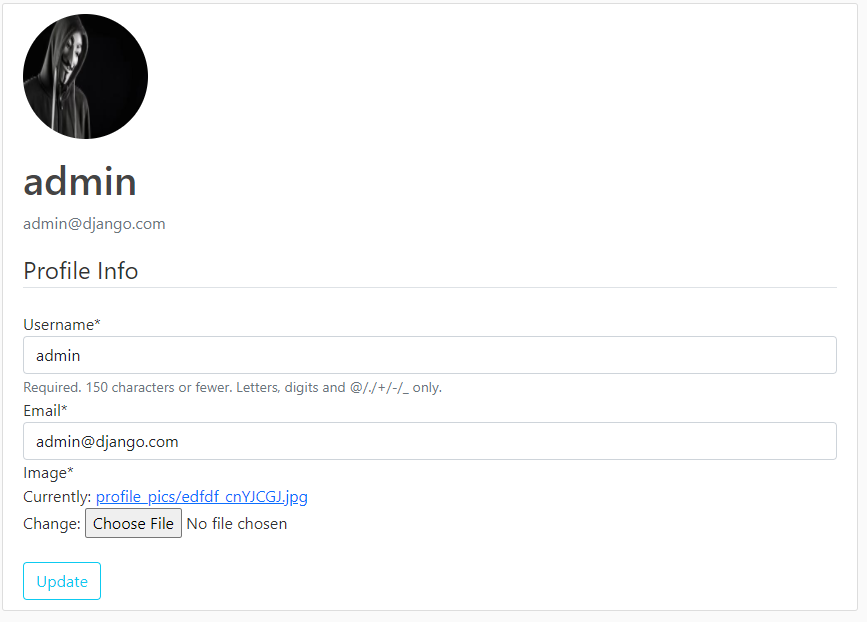 admin
admin@django.com
Profile Info
Username*
admin
Required. 150 characters or fewer. Letters, digits and @/./+/-/_ only.
Email*
admin@django.com
Image*
Currently: profile_pics/edfdf_cnYJCGJ.jpg
Change: Choose File No file chosen
Update